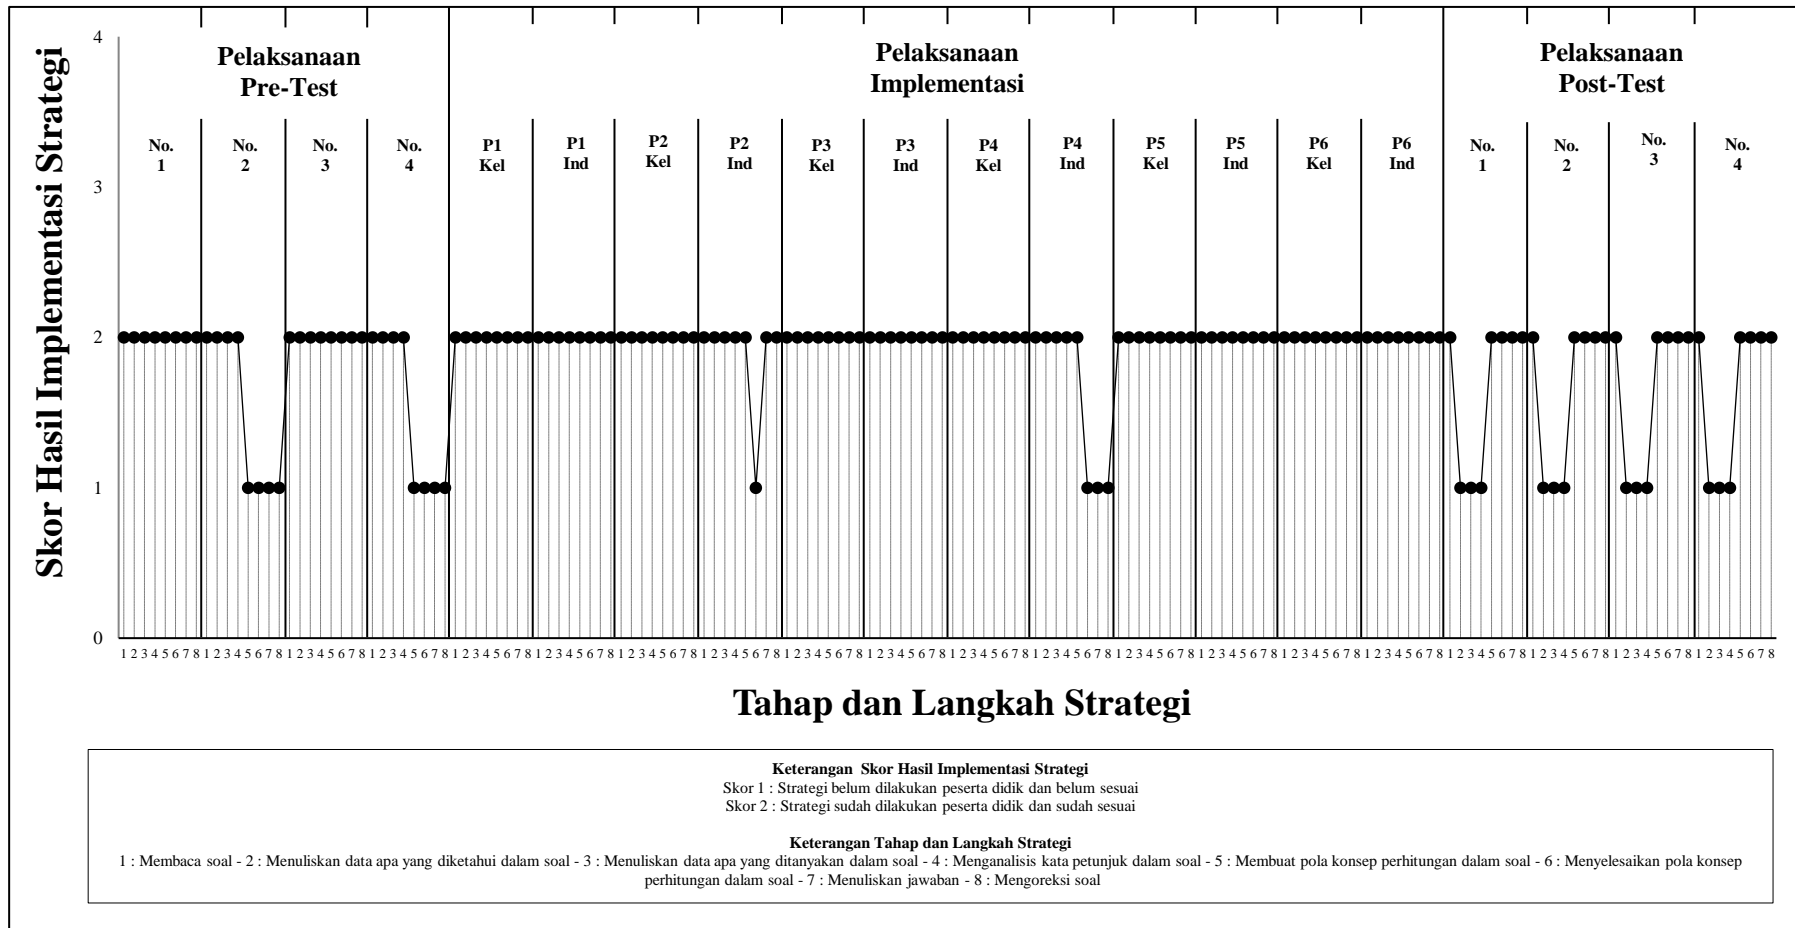 Skor Hasil Implementasi Strategi
4
3
2
1
0
Pelaksanaan
Pre-Test
Pelaksanaan
Implementasi
Pelaksanaan
Post-Test
No.
1
No.
2
No.
3
No.
4
P1
Kel
P1
Ind
P2
Kel
P2
Ind
P3
Kel
P3
Ind
P4
Kel
P4
Ind
P5
Kel
P5
Ind
P6
Kel
P6
Ind
No.
1
No.
2
No.
3
No.
4
1 2 3 4 5 6 7 8 1 2 3 4 5 6 7 8 1 2 3 4 5 6 7 8 1 2 3 4 5 6 7 8 1 2 3 4 5 6 7 8 1 2 3 4 5 6 7 8 1 2 3 4 5 6 7 8 1 2 3 4 5 6 7 8 1 2 3 4 5 6 7 8 1 2 3 4 5 6 7 8 1 2 3 4 5 6 7 8 1 2 3 4 5 6 7 8 1 2 3 4 5 6 7 8 1 2 3 4 5 6 7 8 1 2 3 4 5 6 7 8 1 2 3 4 5 6 7 8 1 2 3 4 5 6 7 8 1 2 3 4 5 6 7 8 1 2 3 4 5 6 7 8 1 2 3 4 5 6 7 8
Tahap dan Langkah Strategi
Keterangan Skor Hasil Implementasi Strategi
Skor 1 : Strategi belum dilakukan peserta didik dan belum sesuai
Skor 2 : Strategi sudah dilakukan peserta didik dan sudah sesuai
Keterangan Tahap dan Langkah Strategi
1 : Membaca soal - 2 : Menuliskan data apa yang diketahui dalam soal - 3 : Menuliskan data apa yang ditanyakan dalam soal - 4 : Menganalisis kata petunjuk dalam soal - 5 : Membuat pola konsep perhitungan dalam soal - 6 : Menyelesaikan pola konsep
perhitungan dalam soal - 7 : Menuliskan jawaban - 8 : Mengoreksi soal